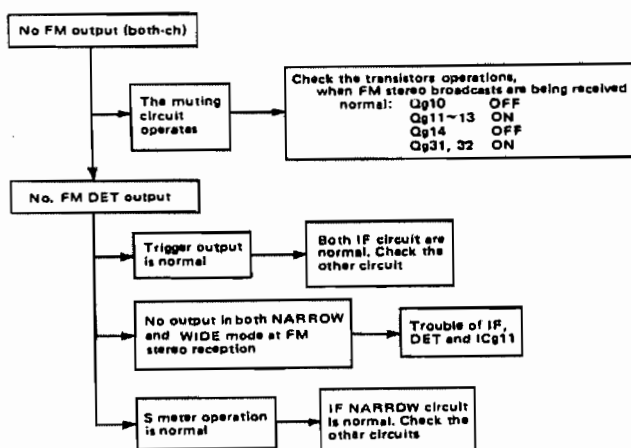 No FM output (both-ch)
The muting
circuit
operates
Check the transistors operations,
when FM stereo broadcasts are being received
normal: Qg10 OFF
Qg11~13 ON
Qg14 OFF
Qg31, 32 ON
No. FM DET output
Trigger output
is normal
Both IF circuit are
normal. Check the
other circuit
No output in both NARROW
and WIDE mode at FM
stereo reception
Trouble of IF,
DET and ICg11
S meter operation
is normal
IF NARROW circuit
is normal. Check the
other circuits